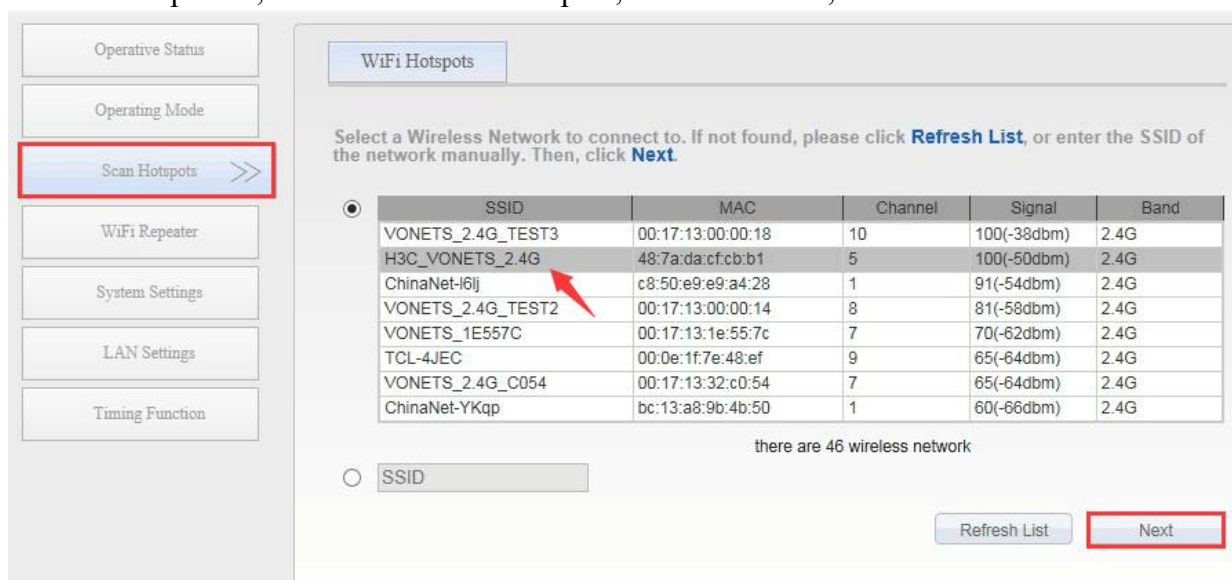 Operative Status
Operating Mode
Scan Hotspots >>
WiFi Repeater
System Settings
LAN Settings
Timing Function
WiFi Hotspots
Select a Wireless Network to connect to. If not found, please click Refresh List, or enter the SSID of
the network manually. Then, click Next.
SSID MAC Channel Signal Band
VONETS_2.4G_TEST3 00:17:13:00:00:18 10 100(-38dbm) 2.4G
H3C_VONETS_2.4G 48:7a:da:cf:cb:b1 5 100(-50dbm) 2.4G
ChinaNet-I6lj c8:50:e9:e9:a4:28 1 91(-54dbm) 2.4G
VONETS_2.4G_TEST2 00:17:13:00:00:14 8 81(-58dbm) 2.4G
VONETS_1E557C 00:17:13:1e:55:7c 7 70(-62dbm) 2.4G
TCL-4JEC 00:0e:1f:7e:48:ef 9 65(-64dbm) 2.4G
VONETS_2.4G_C054 00:17:13:32:c0:54 7 65(-64dbm) 2.4G
ChinaNet-YKqp bc:13:a8:9b:4b:50 1 60(-66dbm) 2.4G
there are 46 wireless network
SSID
Refresh List Next